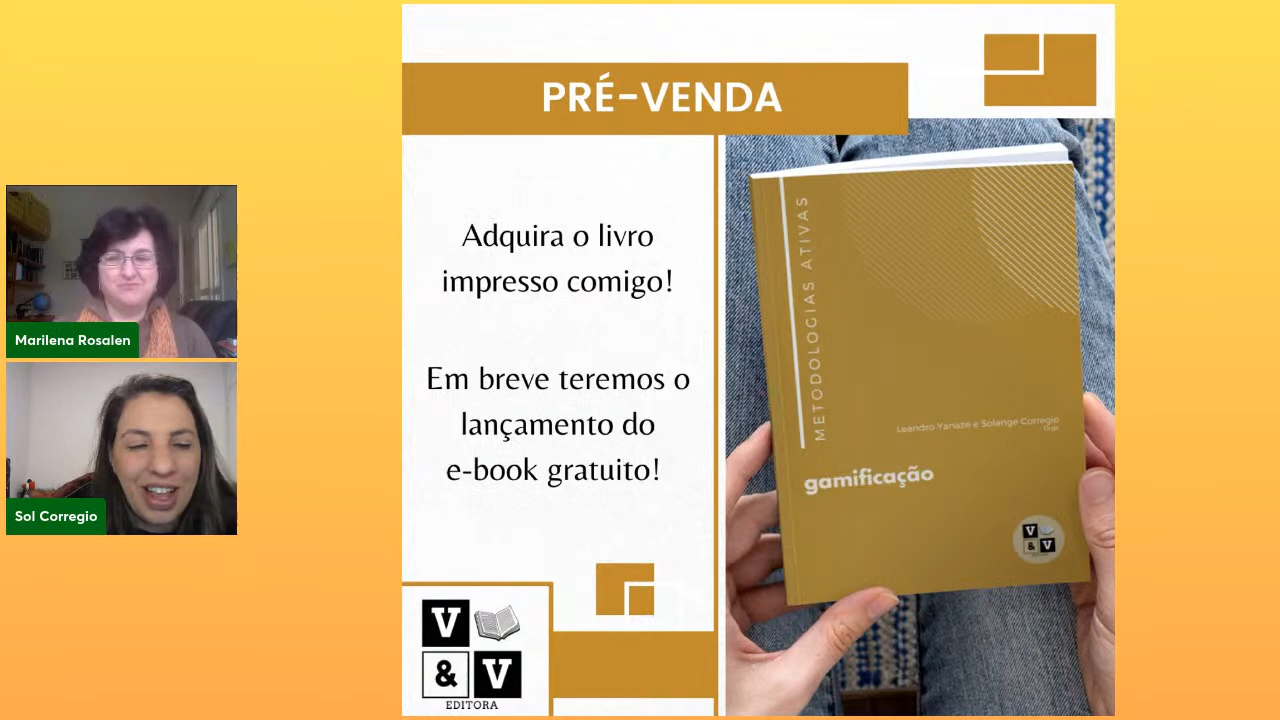 PRÉ-VENDA
Adquira o livro
impresso comigo!
Em breve teremos o
lançamento do
e-book gratuito!
V
& V
EDITORA
METODOLOGIAS ATIVAS
Leandro Yanaze e Solange Corregio
Orgs.
gamificação
V
& V
Marilena Rosalen
Sol Corregio